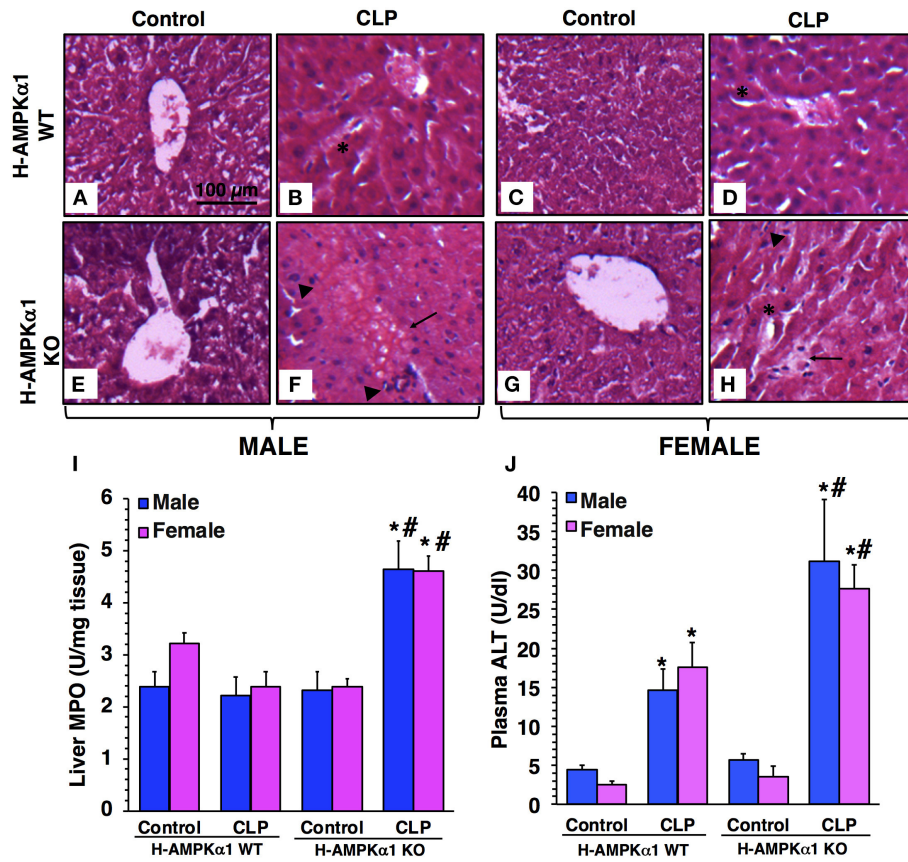 Control CLP Control CLP
H-AMPKα1
WT
* *
A 100 µm B C D
H-AMPKα1
KO
*
E F G H
MALE FEMALE
I J
6
5
4
3
2
1
0
Liver MPO (U/mg tissue)
Male
Female
*# *#
Control CLP Control CLP
H-AMPKα1 WT H-AMPKα1 KO
40
35
30
25
20
15
10
5
0
Plasma ALT (U/dl)
Male
Female
* * *# *#
Control CLP Control CLP
H-AMPKα1 WT H-AMPKα1 KO